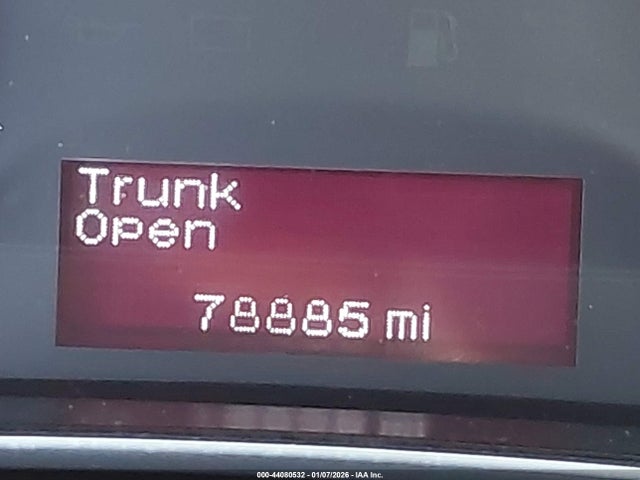 Trunk
Open
78885 mi
000-44080532 - 01/07/2026 - IAA Inc.